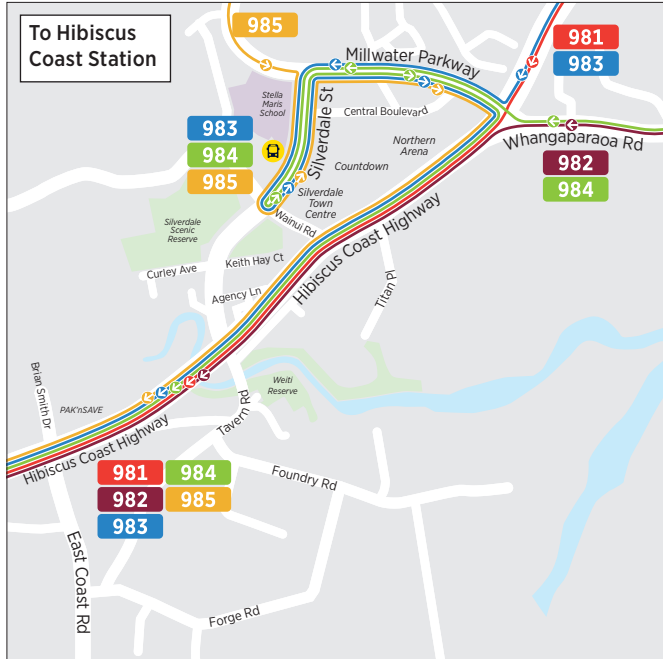 To Hibiscus
Coast Station
985
Millwater Parkway
981
983
Stella
Maris
School
Silverdale St
Central Boulevard
983
984
985
Northern
Arena
Whangaparaoa Rd
Countdown
982
984
Silverdale
Town
Centre
Wainui Rd
Silverdale
Scenic
Reserve
Hibiscus Coast Highway
Keith Hay Ct
Curley Ave
Agency Ln
Titan Pl
Brian Smith Dr
Weiti
Reserve
PAK'nSAVE
Tavern Rd
Hibiscus Coast Highway
981 984
982 985
983
Foundry Rd
East Coast Rd
Forge Rd